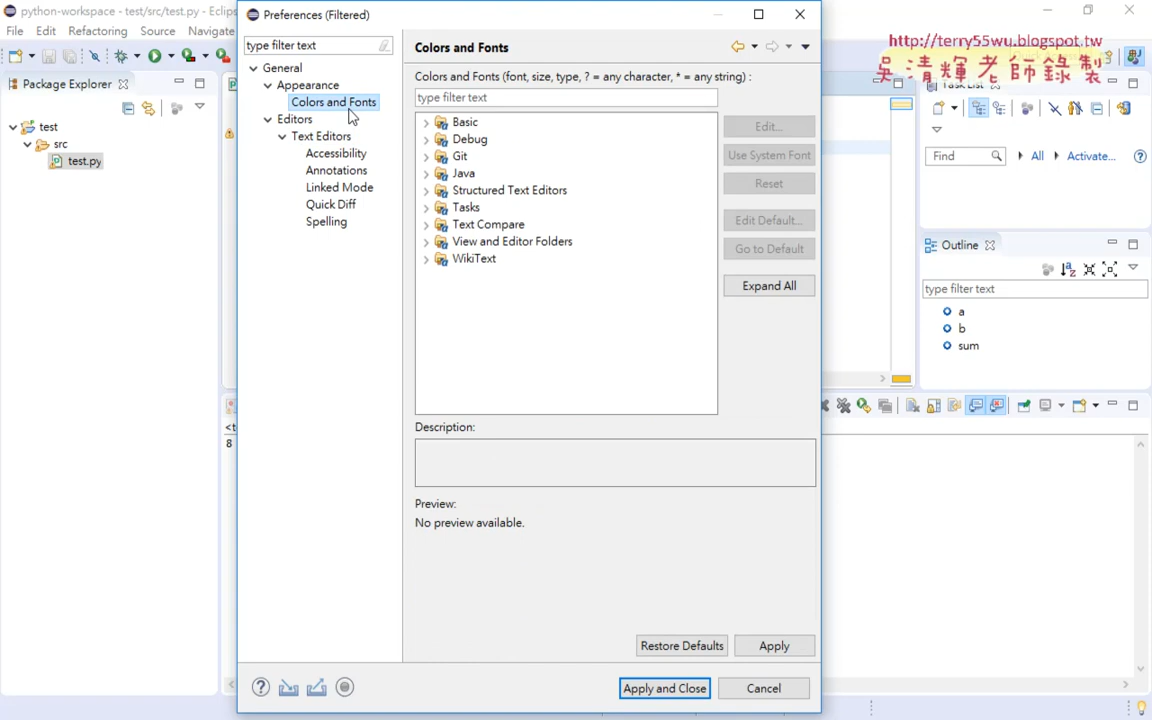 python-workspace - test/src/test.py - Eclips
Preferences (Filtered)
File Edit Refactoring Source Navigate
http://terry55wu.blogspot.tw
吳清輝老師錄製
Package Explorer
test
src
test.py
type filter text
General
Appearance
Colors and Fonts
Editors
Text Editors
Accessibility
Annotations
Linked Mode
Quick Diff
Spelling
Colors and Fonts
Colors and Fonts (font, size, type, ? = any character, * = any string) :
type filter text
Basic
Debug
Git
Java
Structured Text Editors
Tasks
Text Compare
View and Editor Folders
WikiText
Edit...
Use System Font
Reset
Edit Default...
Go to Default
Expand All
Description:
Preview:
No preview available.
Restore Defaults
Apply
Apply and Close
Cancel
Task List
Find
All
Activate...
Outline
type filter text
a
b
sum
<t
8